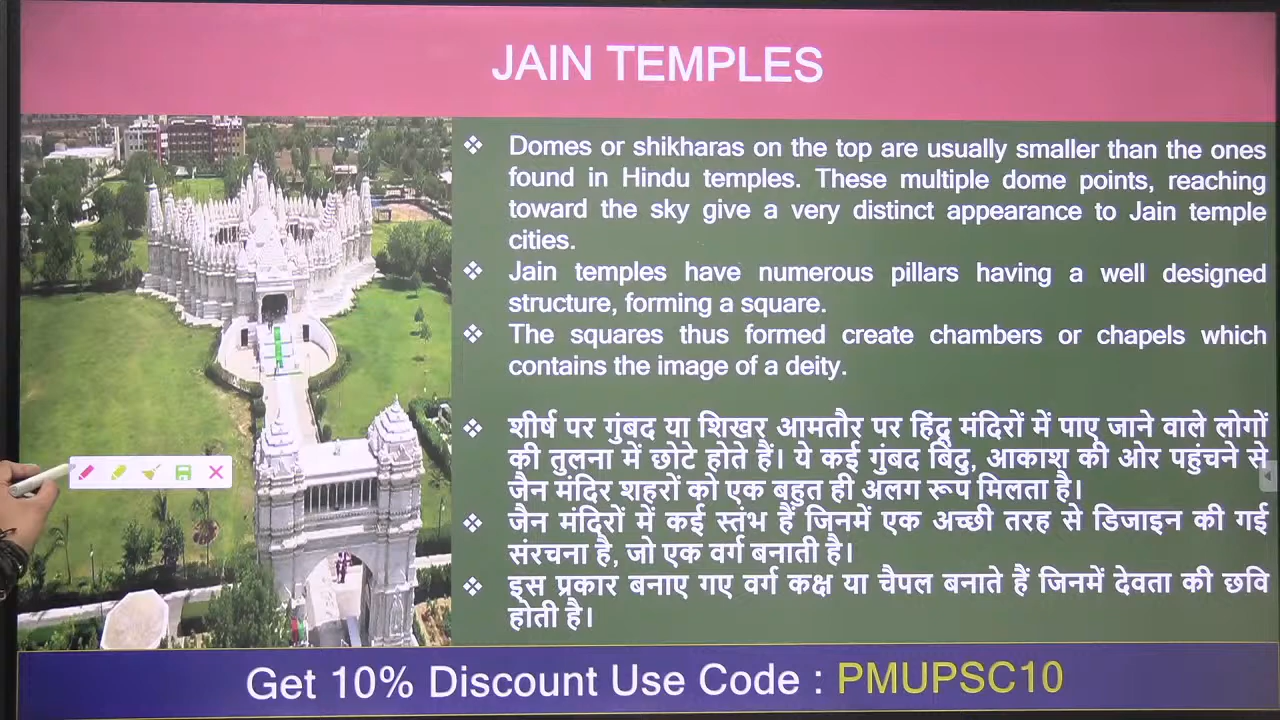 JAIN TEMPLES
❖ Domes or shikharas on the top are usually smaller than the ones
found in Hindu temples. These multiple dome points, reaching
toward the sky give a very distinct appearance to Jain temple
cities.
❖ Jain temples have numerous pillars having a well designed
structure, forming a square.
❖ The squares thus formed create chambers or chapels which
contains the image of a deity.
❖ शीर्ष पर गुंबद या शिखर आमतौर पर हिंदू मंदिरों में पाए जाने वाले लोगों
की तुलना में छोटे होते हैं। ये कई गुंबद बिंदु, आकाश की ओर पहुंचने से
जैन मंदिर शहरों को एक बहुत ही अलग रूप मिलता है।
❖ जैन मंदिरों में कई स्तंभ हैं जिनमें एक अच्छी तरह से डिजाइन की गई
संरचना है, जो एक वर्ग बनाती है।
❖ इस प्रकार बनाए गए वर्ग कक्ष या चैपल बनाते हैं जिनमें देवता की छवि
होती है।
Get 10% Discount Use Code : PMUPSC10